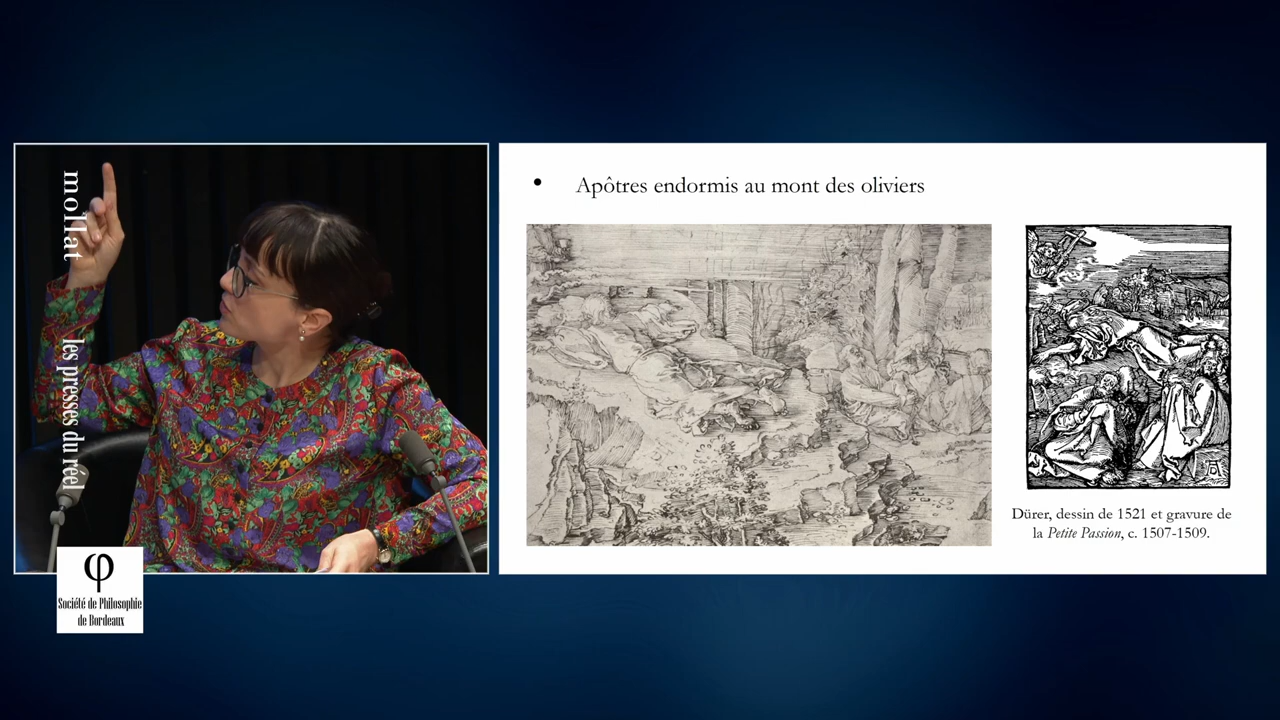 mollat
les presses du réel
φ
Société de Philosophie
de Bordeaux
• Apôtres endormis au mont des oliviers
AD
Dürer, dessin de 1521 et gravure de
la Petite Passion, c. 1507-1509.